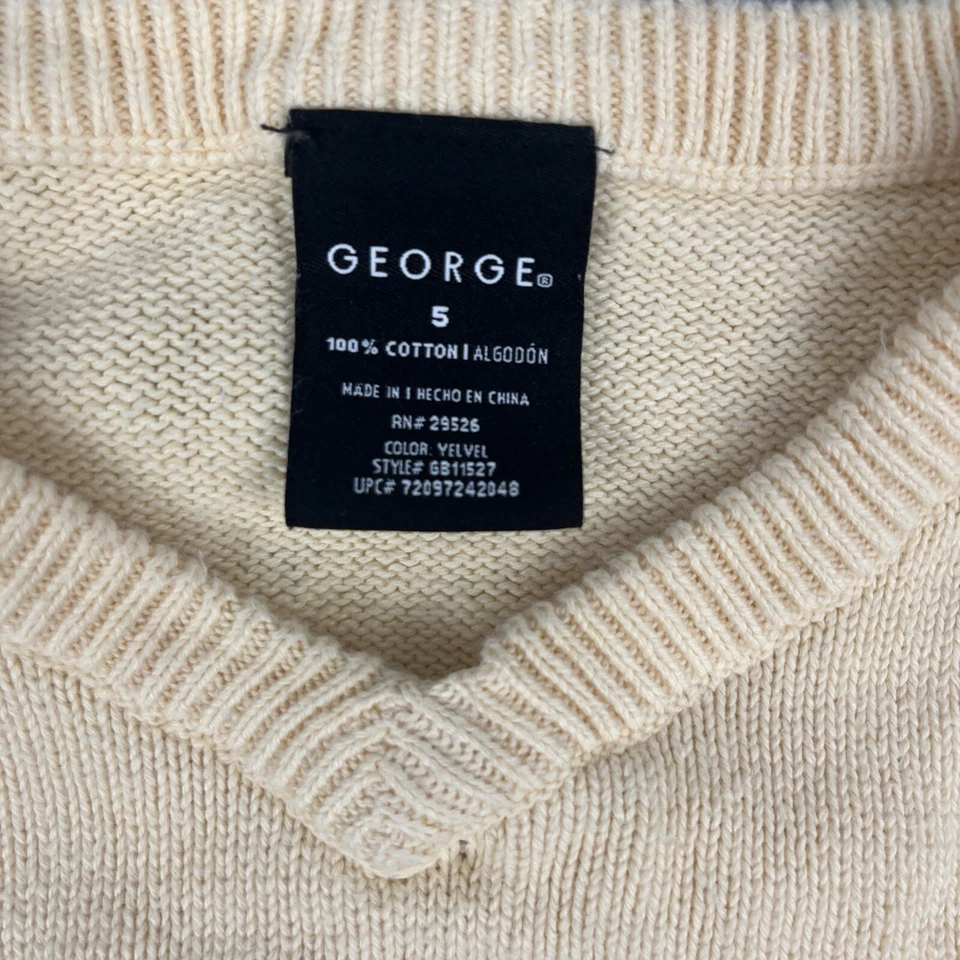 GEORGE®
5
100% COTTON | ALGODÓN
MADE IN | HECHO EN CHINA
RN# 29526
COLOR: YELVEL
STYLE# GB11527
UPC# 72097242048